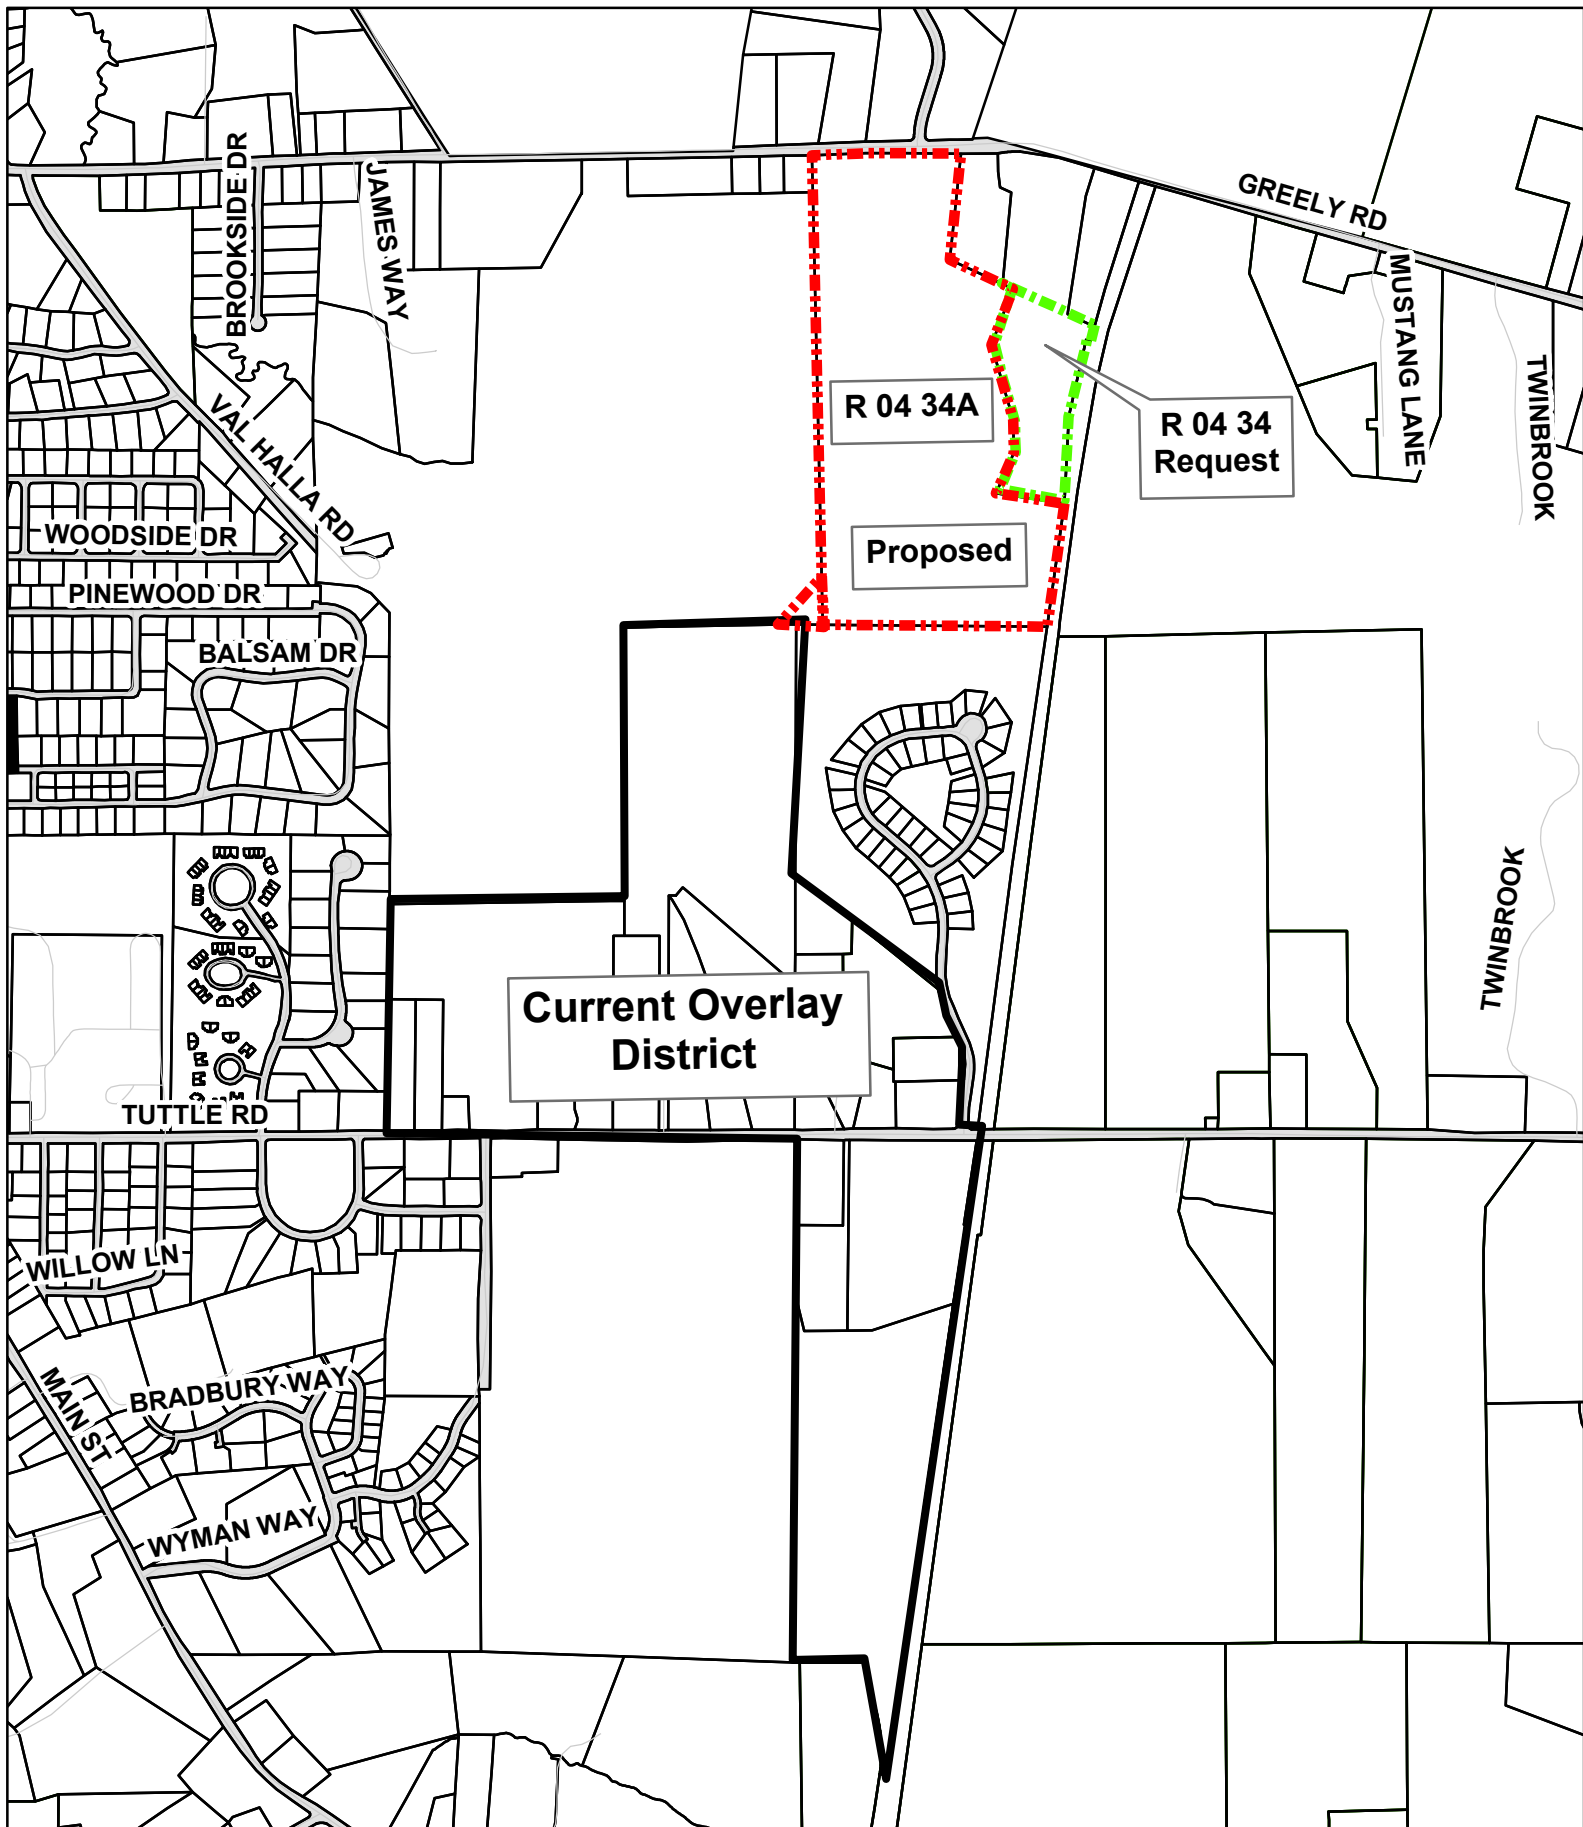 BROOKSIDE DR
JAMES WAY
GREELY RD
MUSTANG LANE
TWINBROOK
R 04 34A
R 04 34
Request
VAL HALLA RD
WOODSIDE DR
Proposed
PINEWOOD DR
BALSAM DR
TWINBROOK
Current Overlay
District
TUTTLE RD
WILLOW LN
MAIN ST
BRADBURY WAY
WYMAN WAY